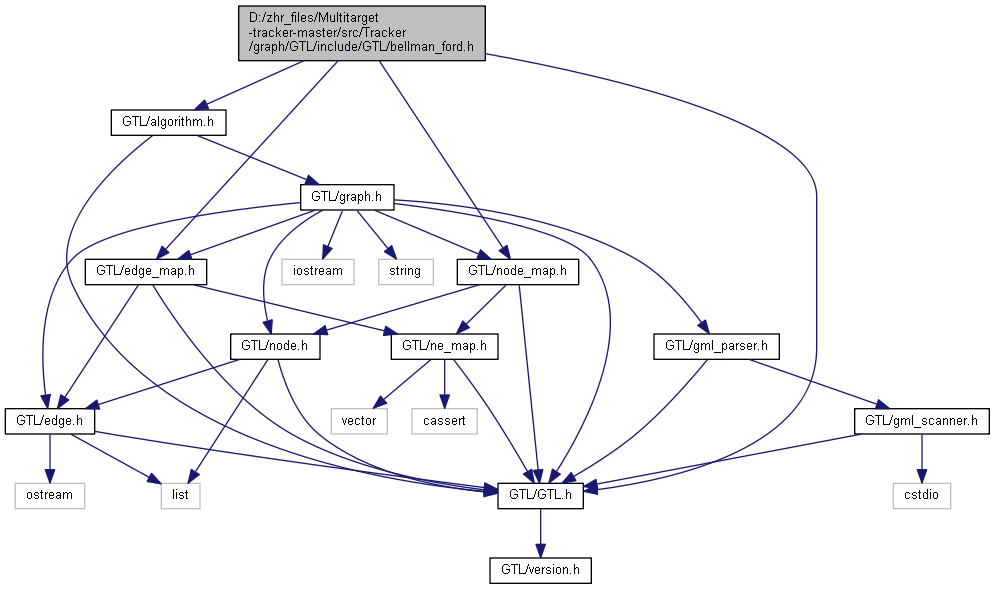 D:/zhr_files/Multitarget
-tracker-master/src/Tracker
/graph/GTL/include/GTL/bellman_ford.h
GTL/algorithm.h
GTL/graph.h
GTL/edge_map.h
iostream
string
GTL/node_map.h
GTL/node.h
GTL/ne_map.h
GTL/gml_parser.h
GTL/edge.h
vector
cassert
GTL/gml_scanner.h
ostream
list
GTL/GTL.h
cstdio
GTL/version.h